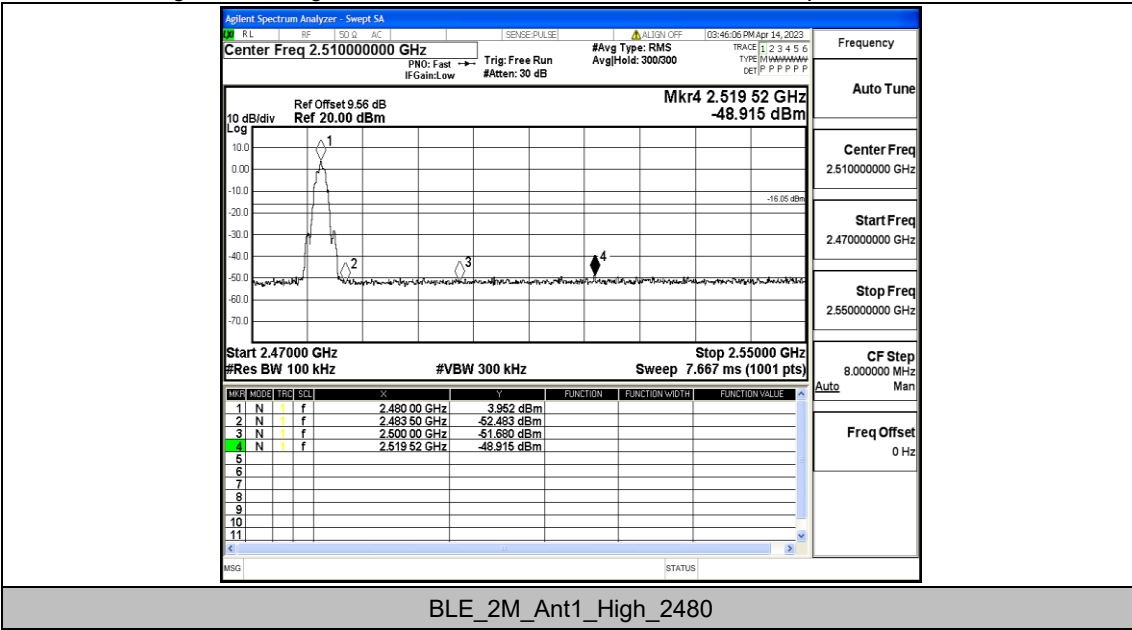 Agilent Spectrum Analyzer - Swept SA
RL RF 50 Ω AC SENSE:PULSE ALIGN OFF 03:46:06 PM Apr 14, 2023
Center Freq 2.510000000 GHz #Avg Type: RMS TRACE 1 2 3 4 5 6
PNO: Fast Trig: Free Run Avg|Hold: 300/300 TYPE M WWWWW
IFGain:Low #Atten: 30 dB DET P P P P P P
Frequency
Auto Tune
Center Freq
2.510000000 GHz
Start Freq
2.470000000 GHz
Stop Freq
2.550000000 GHz
CF Step
8.000000 MHz
Auto Man
Freq Offset
0 Hz
Mkr4 2.519 52 GHz
Ref Offset 9.56 dB
-48.915 dBm
10 dB/div Ref 20.00 dBm
Log
10.0
0.00
-10.0
-20.0
-30.0
-40.0
-50.0
-60.0
-70.0
1
2
3
4
-16.05 dBm
Start 2.47000 GHz Stop 2.55000 GHz
#Res BW 100 kHz #VBW 300 kHz Sweep 7.667 ms (1001 pts)
MKR MODE TRC SCL X Y FUNCTION FUNCTION WIDTH FUNCTION VALUE
1 N 1 f 2.480 00 GHz 3.952 dBm
2 N 1 f 2.483 50 GHz -52.483 dBm
3 N 1 f 2.500 00 GHz -51.680 dBm
4 N 1 f 2.519 52 GHz -48.915 dBm
5
6
7
8
9
10
11
MSG STATUS
BLE_2M_Ant1_High_2480